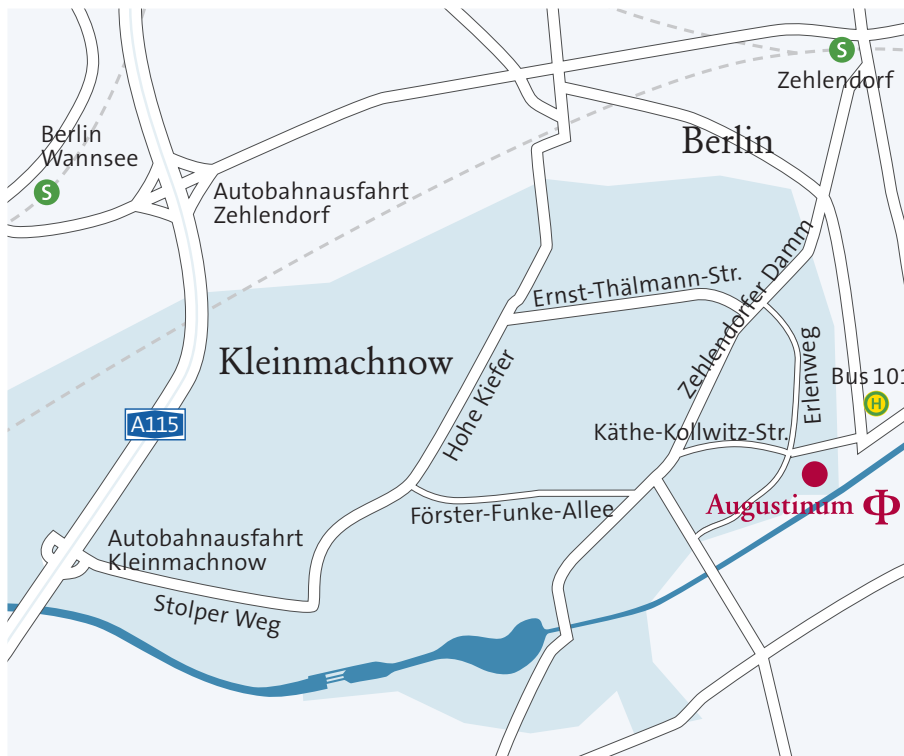 S
Zehlendorf
Berlin
Wannsee
S
Berlin
Autobahnausfahrt
Zehlendorf
Ernst-Thälmann-Str.
Zehlendorfer Damm
Kleinmachnow
Hohe Kiefer
Erlenweg
Bus 101
H
A115
Käthe-Kollwitz-Str.
Augustinum Φ
Förster-Funke-Allee
Autobahnausfahrt
Kleinmachnow
Stolper Weg